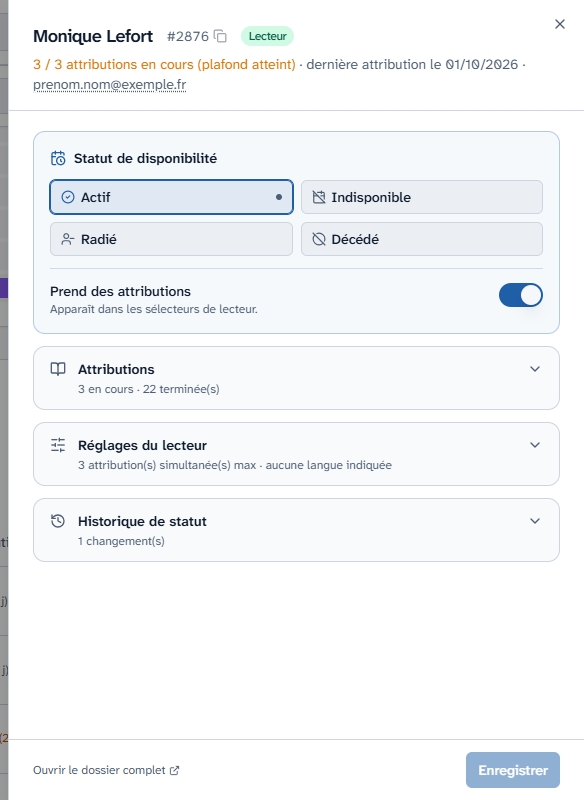 Monique Lefort #2876 Lecteur
3 / 3 attributions en cours (plafond atteint) · dernière attribution le 01/10/2026 ·
prenom.nom@exemple.fr
Statut de disponibilité
Actif
Indisponible
Radié
Décédé
Prend des attributions
Apparaît dans les sélecteurs de lecteur.
Attributions
3 en cours · 22 terminée(s)
Réglages du lecteur
3 attribution(s) simultanée(s) max · aucune langue indiquée
Historique de statut
1 changement(s)
j)
j)
(2
Ouvrir le dossier complet
Enregistrer